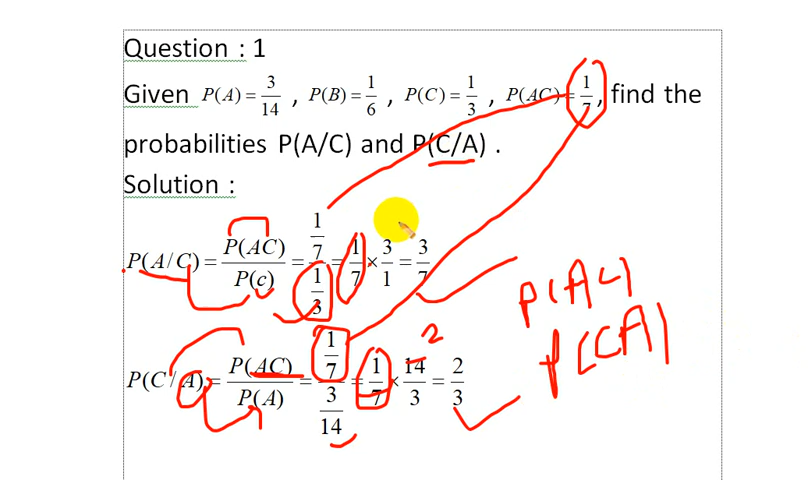 Question : 1
Given P(A)=3/14 , P(B)=1/6 , P(C)=1/3 , P(AC)=1/7, find the
probabilities P(A/C) and P(C/A) .
Solution :
P(A/C)=P(AC)/P(c)=1/7/1/3=1/7×3/1=3/7
P(AC)
P(CA)
2
P(C/A)=P(AC)/P(A)=1/7/3/14=1/7×14/3=2/3